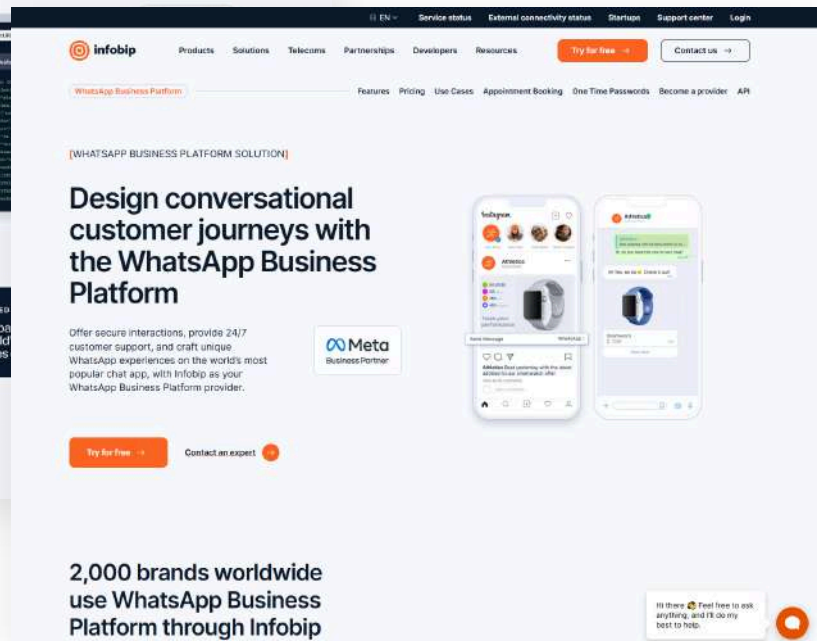 EN
Service status
External connectivity status
Startups
Support center
Login
infobip
Products
Solutions
Telecoms
Partnerships
Developers
Resources
Try for free →
Contact us →
WhatsApp Business Platform
Features
Pricing
Use Cases
Appointment Booking
One Time Passwords
Become a provider
API
[WHATSAPP BUSINESS PLATFORM SOLUTION]
Design conversational
customer journeys with
the WhatsApp Business
Platform
Offer secure interactions, provide 24/7
customer support, and craft unique
WhatsApp experiences on the world's most
popular chat app, with Infobip as your
WhatsApp Business Platform provider.
Meta
Business Partner
Try for free →
Contact an expert →
Instagram
Athletics
Athletics
2,000 brands worldwide
use WhatsApp Business
Platform through Infobip
Hi there 👋 Feel free to ask
anything, and I'll do my
best to help.